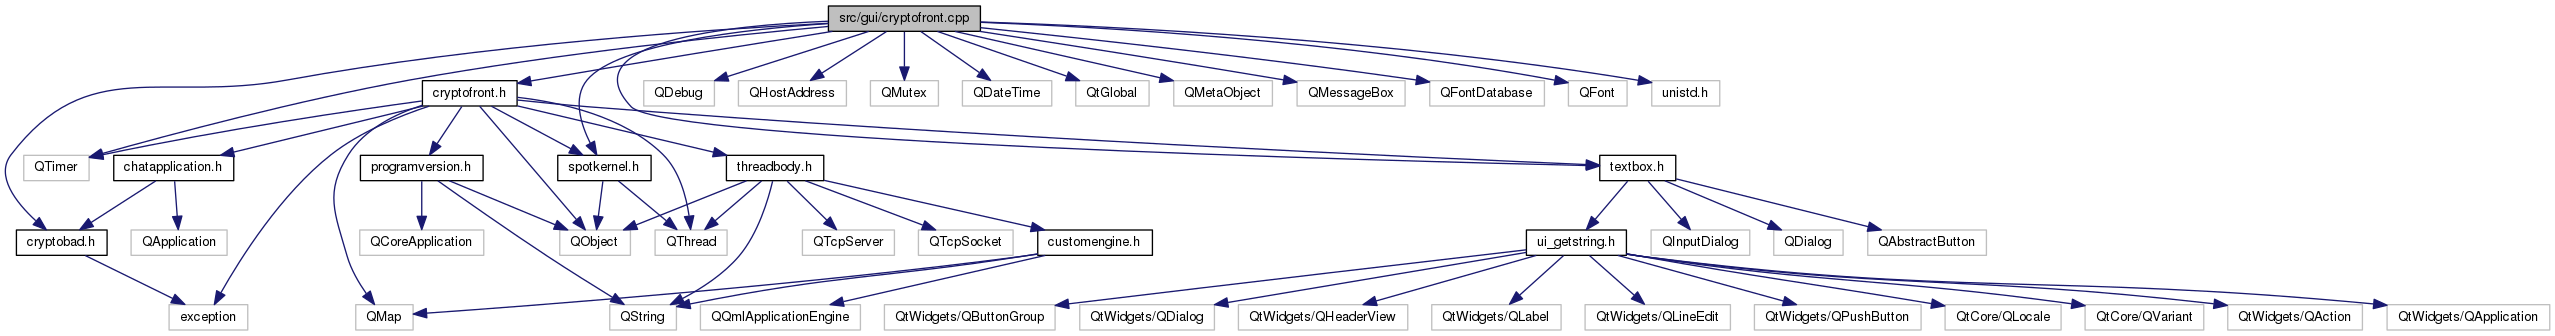 src/gui/cryptofront.cpp
cryptofront.h
QDebug
QHostAddress
QMutex
QDateTime
QtGlobal
QMetaObject
QMessageBox
QFontDatabase
QFont
unistd.h
QTimer
chatapplication.h
programversion.h
spotkernel.h
threadbody.h
textbox.h
cryptobad.h
QApplication
QCoreApplication
QObject
QThread
QTcpServer
QTcpSocket
customengine.h
ui_getstring.h
QInputDialog
QDialog
QAbstractButton
exception
QMap
QString
QQmlApplicationEngine
QtWidgets/QButtonGroup
QtWidgets/QDialog
QtWidgets/QHeaderView
QtWidgets/QLabel
QtWidgets/QLineEdit
QtWidgets/QPushButton
QtCore/QLocale
QtCore/QVariant
QtWidgets/QAction
QtWidgets/QApplication